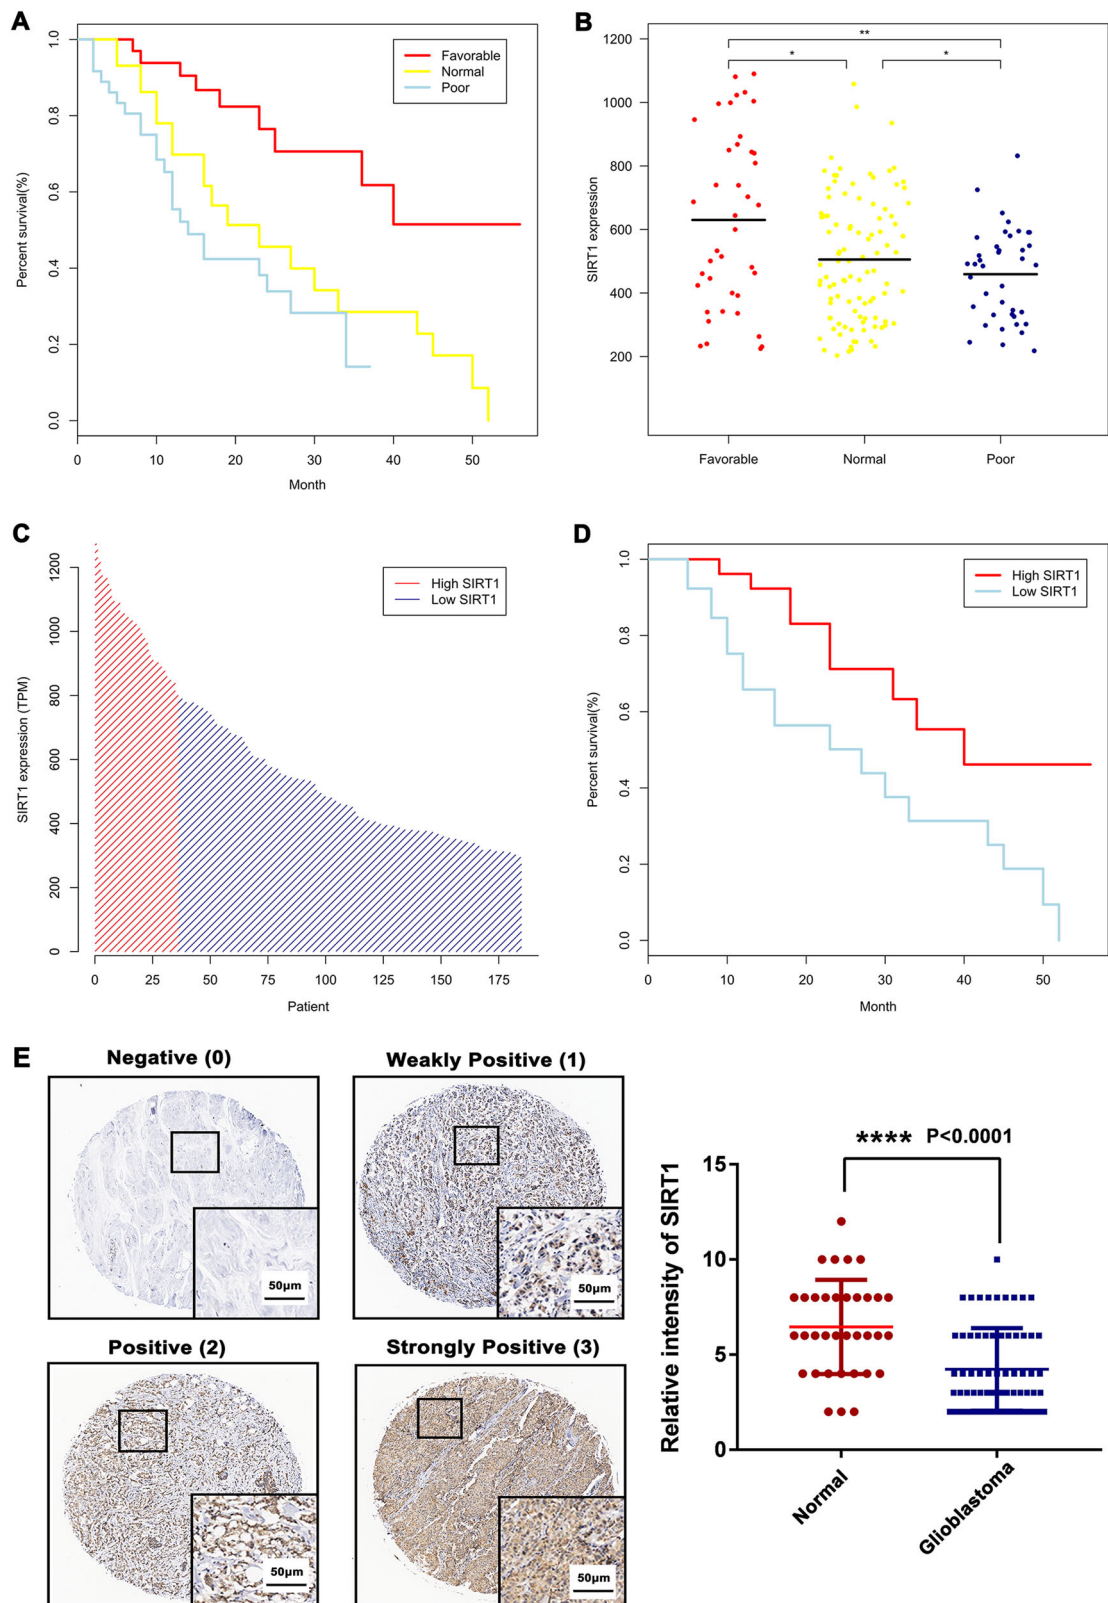 A
Percent survival(%)
1.0
0.8
0.6
0.4
0.2
0.0
Favorable
Normal
Poor
0 10 20 30 40 50
Month
B
SIRT1 expression
1200
1000
800
600
400
200
**
* *
Favorable Normal Poor
C
SIRT1 expression (TPM)
1200
1000
800
600
400
200
0
High SIRT1
Low SIRT1
0 25 50 75 100 125 150 175
Patient
D
Percent survival(%)
1.0
0.8
0.6
0.4
0.2
0.0
High SIRT1
Low SIRT1
0 10 20 30 40 50
Month
E
Negative (0)
50μm
Weakly Positive (1)
50μm
Positive (2)
50μm
Strongly Positive (3)
50μm
**** P<0.0001
Relative intensity of SIRT1
15
10
5
0
Normal
Glioblastoma